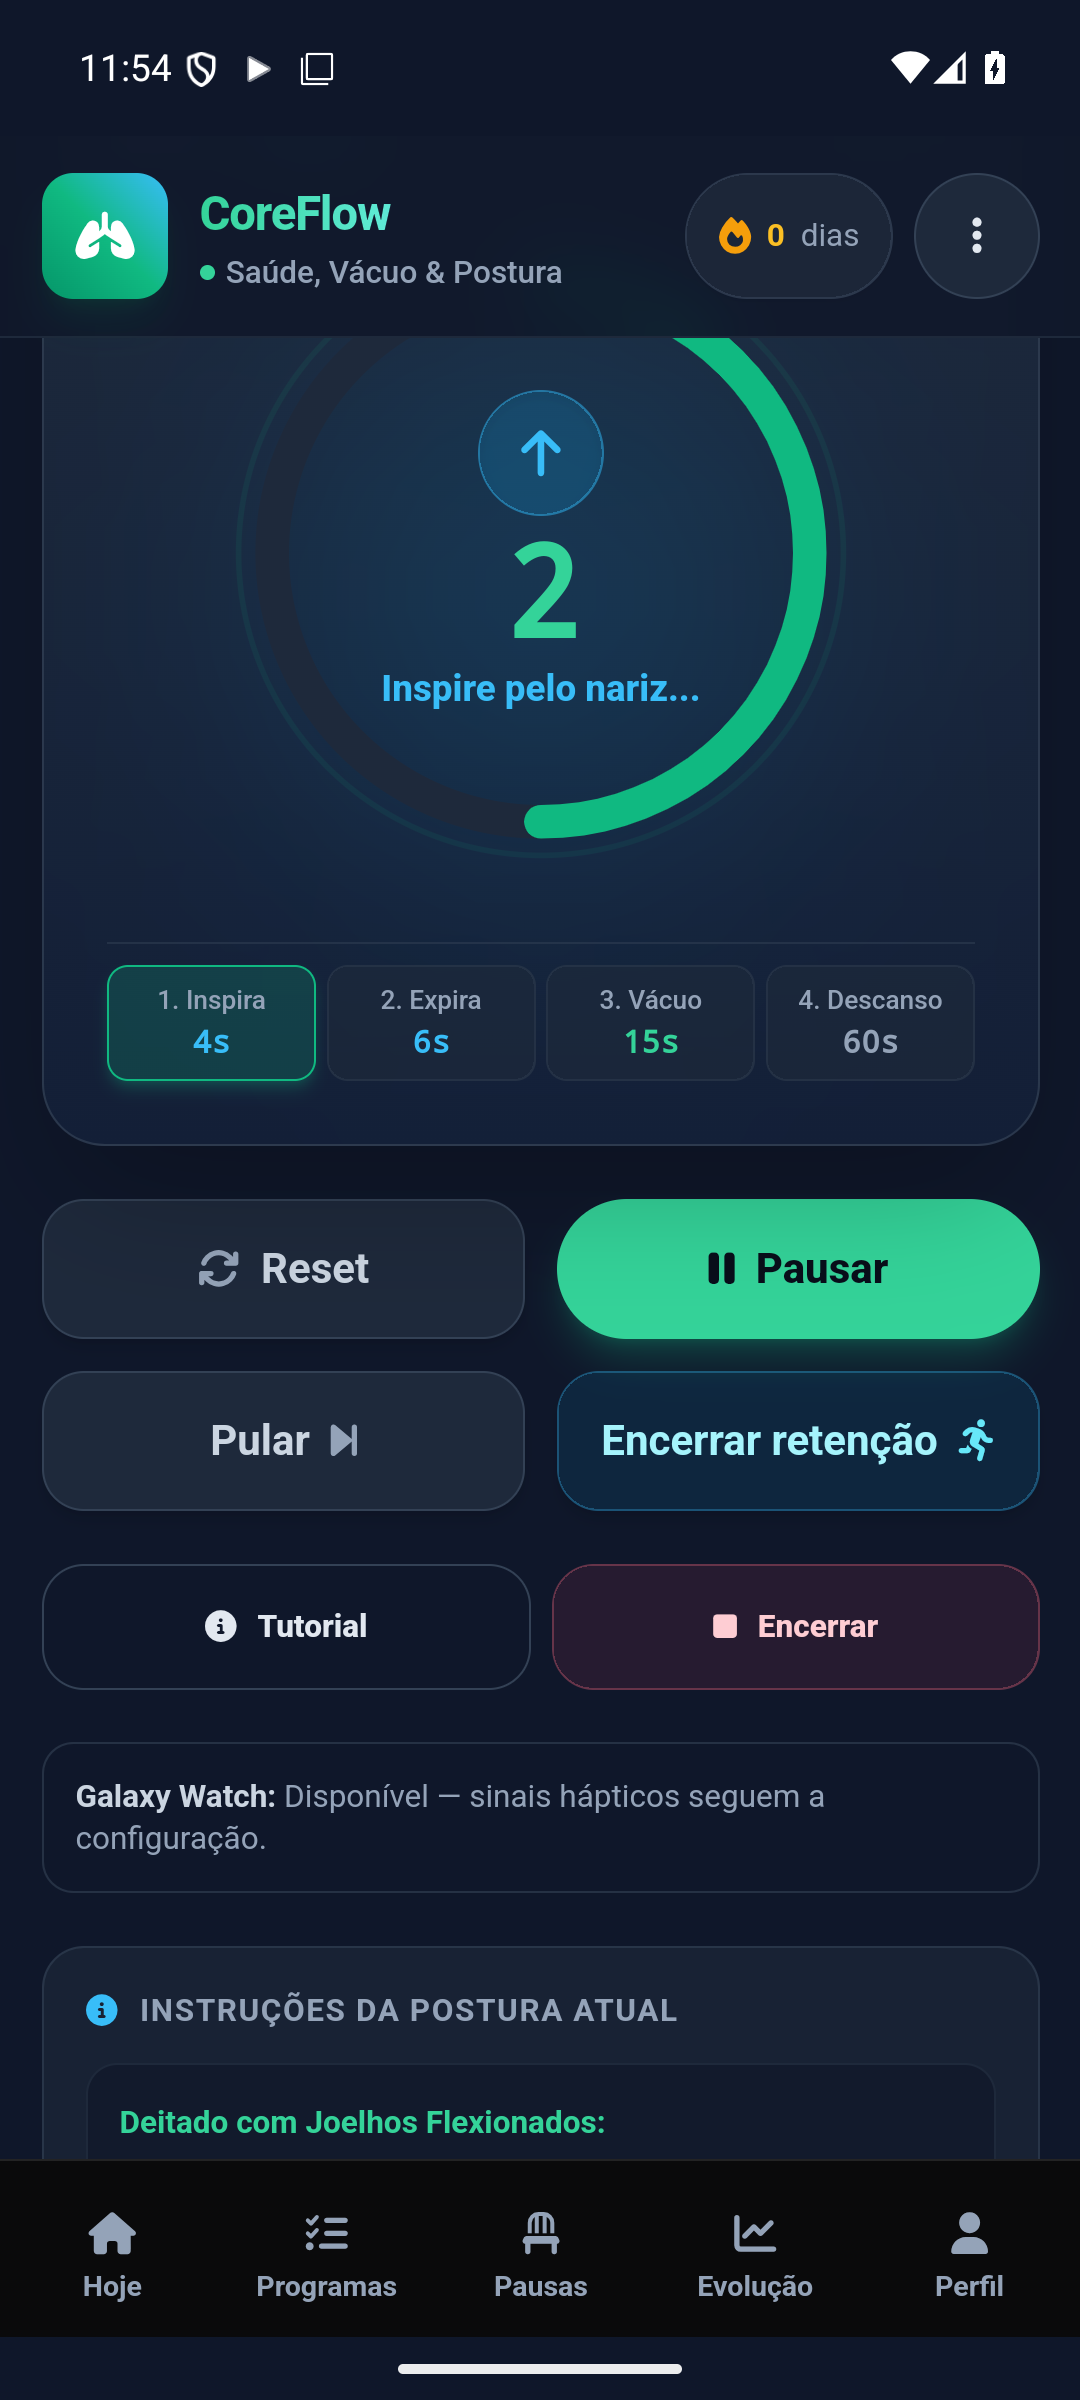 11:54
CoreFlow
Saúde, Vácuo & Postura
0 dias
2
Inspire pelo nariz...
1. Inspira
4s
2. Expira
6s
3. Vácuo
15s
4. Descanso
60s
Reset
Pausar
Pular
Encerrar retenção
Tutorial
Encerrar
Galaxy Watch: Disponível — sinais hápticos seguem a
configuração.
INSTRUÇÕES DA POSTURA ATUAL
Deitado com Joelhos Flexionados:
Hoje
Programas
Pausas
Evolução
Perfil